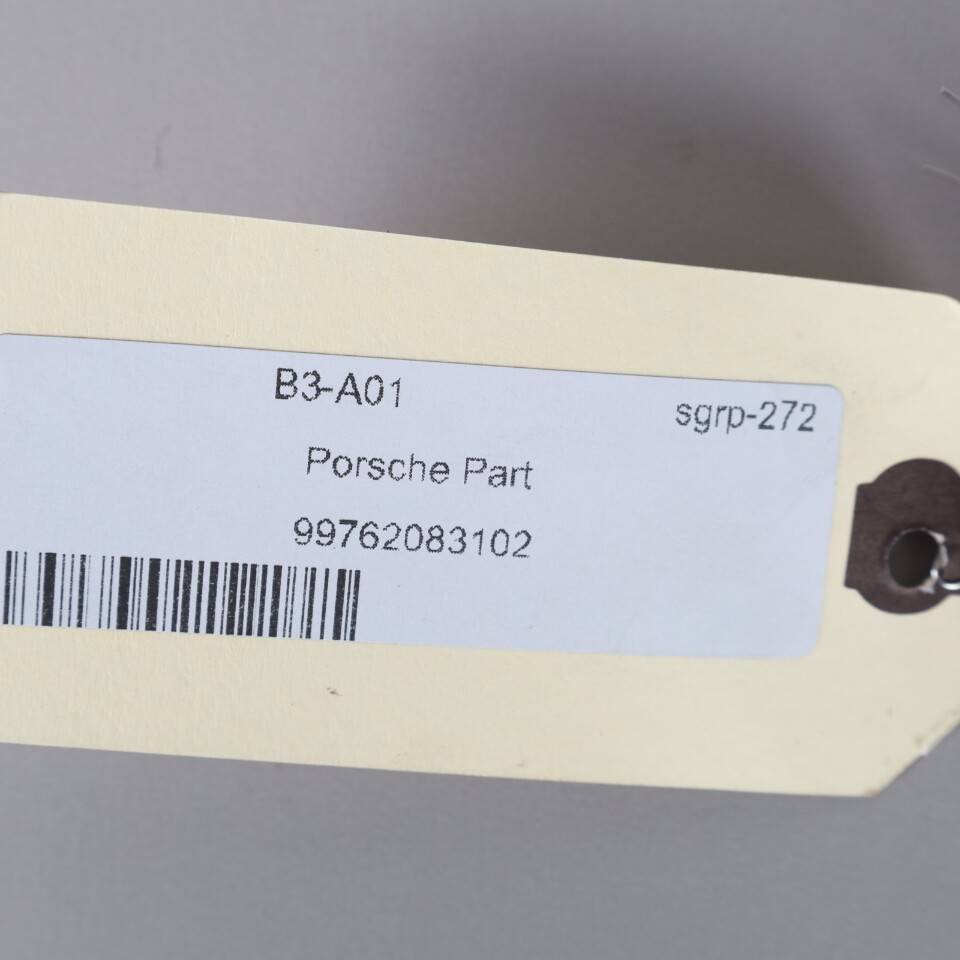 B3-A01
sgrp-272
Porsche Part
99762083102